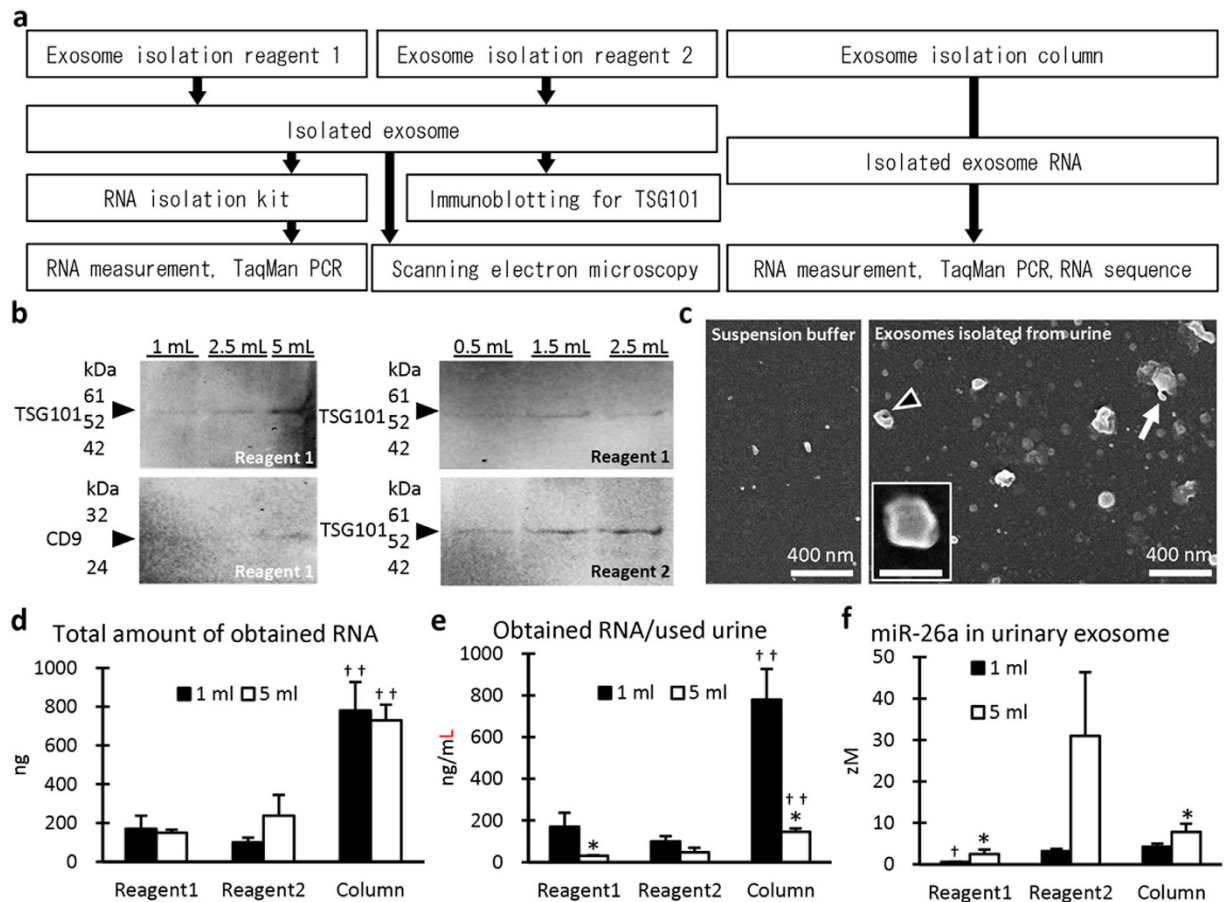 a
Exosome isolation reagent 1
Exosome isolation reagent 2
Exosome isolation column
Isolated exosome
Isolated exosome RNA
RNA isolation kit
Immunoblotting for TSG101
RNA measurement, TaqMan PCR
Scanning electron microscopy
RNA measurement, TaqMan PCR, RNA sequence
b
1 mL 2.5 mL 5 mL
kDa
61
TSG101
52
42
Reagent 1
kDa
32
CD9
24
Reagent 1
0.5 mL 1.5 mL 2.5 mL
kDa
61
TSG101
52
42
Reagent 1
kDa
61
TSG101
52
42
Reagent 2
c
Suspension buffer
400 nm
Exosomes isolated from urine
400 nm
d
Total amount of obtained RNA
1000
800
600
400
200
0
ng
1 ml 5 ml
††
††
Reagent1 Reagent2 Column
e
Obtained RNA/used urine
1000
800
600
400
200
0
ng/mL
1 ml 5 ml
*
††
††
*
Reagent1 Reagent2 Column
f
miR-26a in urinary exosome
50
40
30
20
10
0
zM
1 ml
5 ml
†
*
*
Reagent1 Reagent2 Column